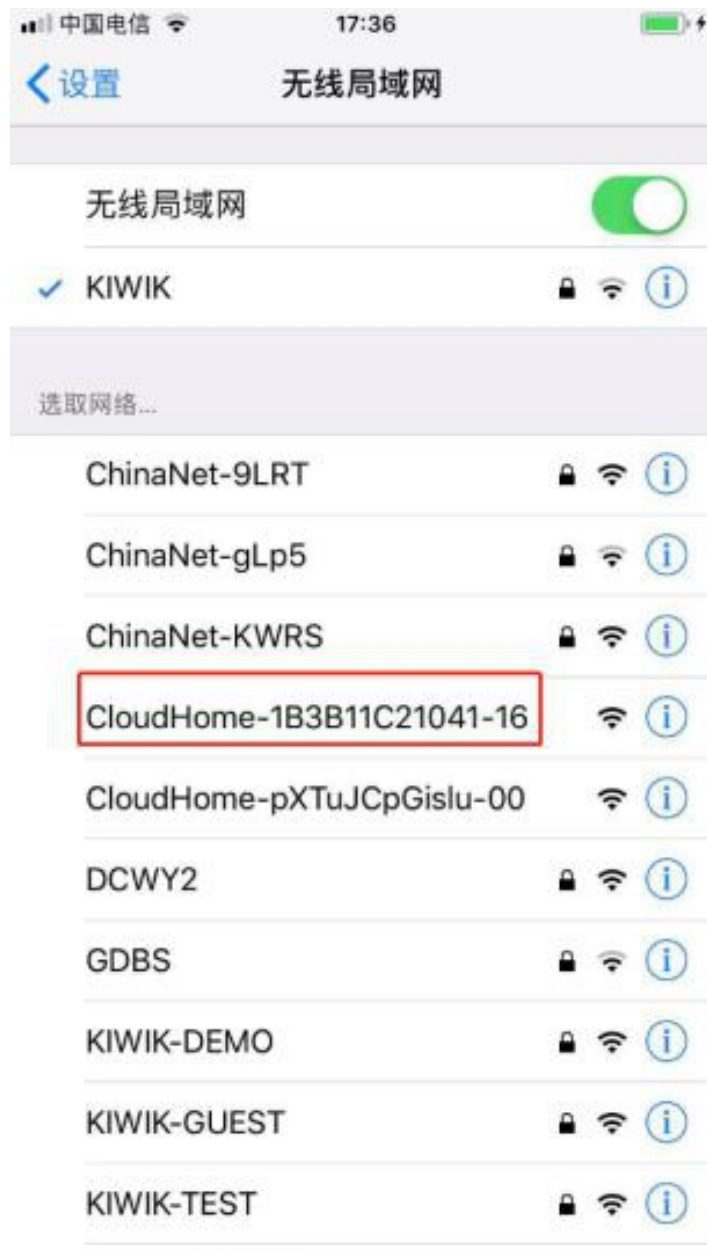 中国电信 17:36
设置 无线局域网
无线局域网
KIWIK
选取网络...
ChinaNet-9LRT
ChinaNet-gLp5
ChinaNet-KWRS
CloudHome-1B3B11C21041-16
CloudHome-pXTuJCpGislu-00
DCWY2
GDBS
KIWIK-DEMO
KIWIK-GUEST
KIWIK-TEST